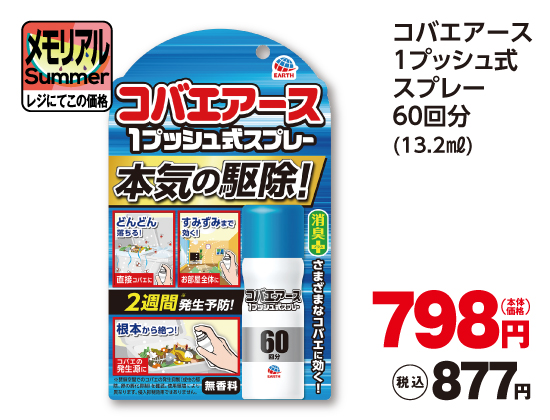 メモリアル
Summer
レジにてこの価格
EARTH
コバエアース
1プッシュ式スプレー
本気の駆除!
どんどん
落ちる!
直接コバエに
すみずみまで
効く!
お部屋全体に
消臭+
さまざまなコバエに効く!
2週間発生予防!
根本から絶つ!
コバエの
発生源に
コバエアース
1プッシュ式スプレー
60
回分
無香料
EARTH
コバエアース
1プッシュ式
スプレー
60回分
(13.2㎖)
798円
(本体価格)
税込877円